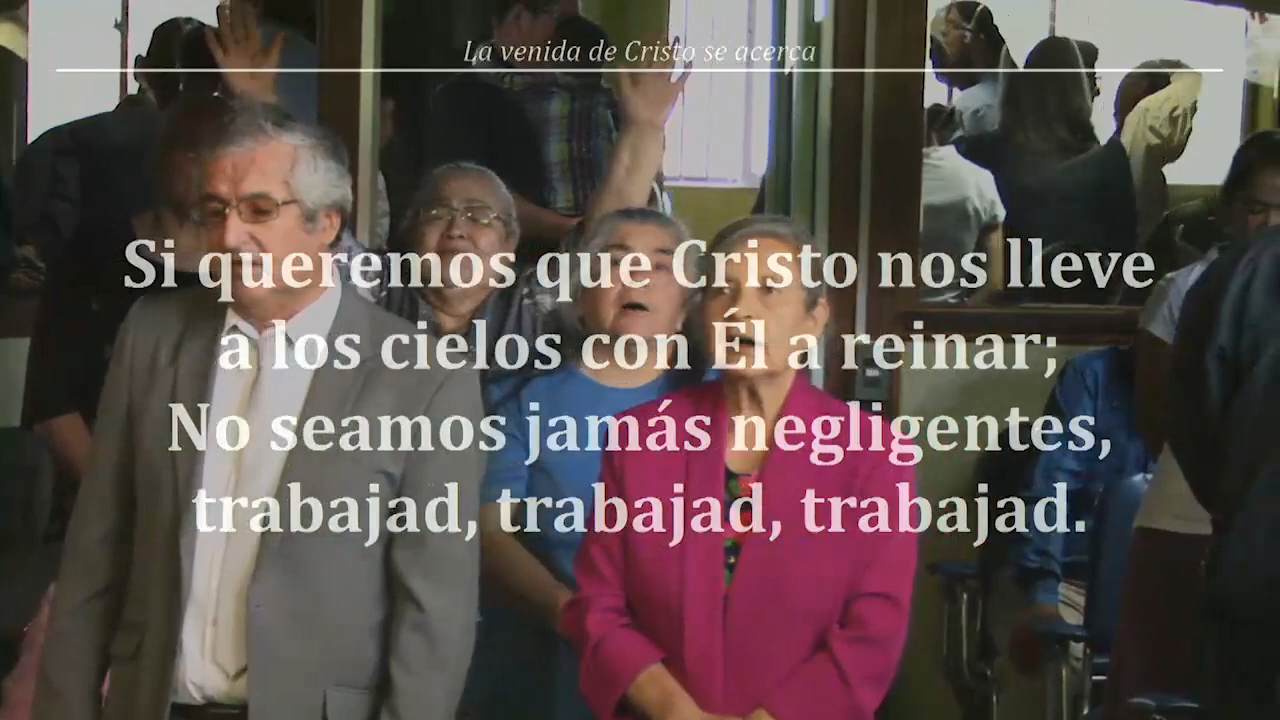 La venida de Cristo se acerca
Si queremos que Cristo nos lleve
a los cielos con Él a reinar;
No seamos jamás negligentes,
trabajad, trabajad, trabajad.